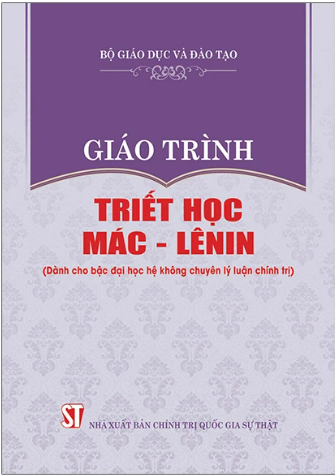 BỘ GIÁO DỤC VÀ ĐÀO TẠO
GIÁO TRÌNH
TRIẾT HỌC
MÁC - LÊNIN
(Dành cho bậc đại học hệ không chuyên lý luận chính trị)
ST
NHÀ XUẤT BẢN CHÍNH TRỊ QUỐC GIA SỰ THẬT